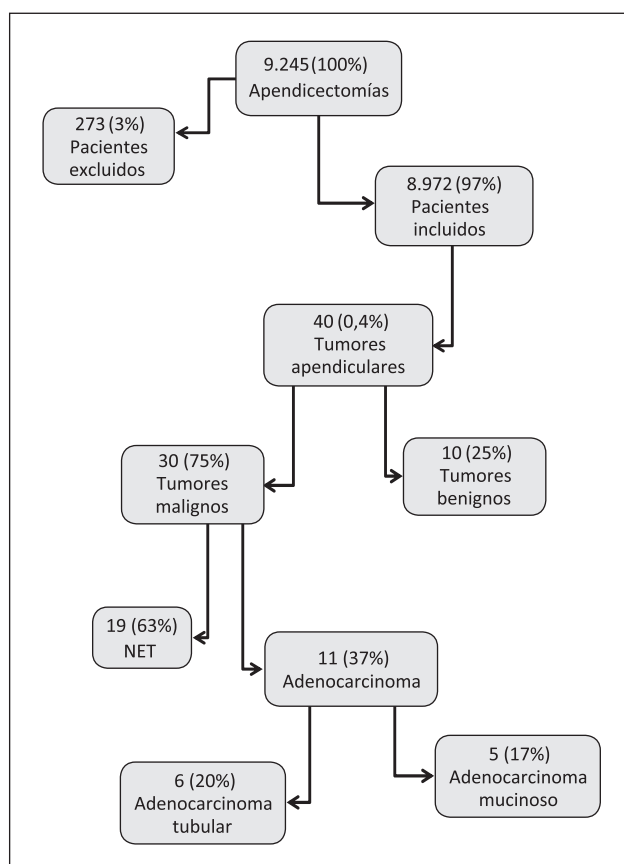 9.245 (100%)
Apendicectomías
273 (3%)
Pacientes
excluidos
8.972 (97%)
Pacientes
incluidos
40 (0,4%)
Tumores
apendiculares
30 (75%)
Tumores
malignos
10 (25%)
Tumores
benignos
19 (63%)
NET
11 (37%)
Adenocarcinoma
6 (20%)
Adenocarcinoma
tubular
5 (17%)
Adenocarcinoma
mucinoso